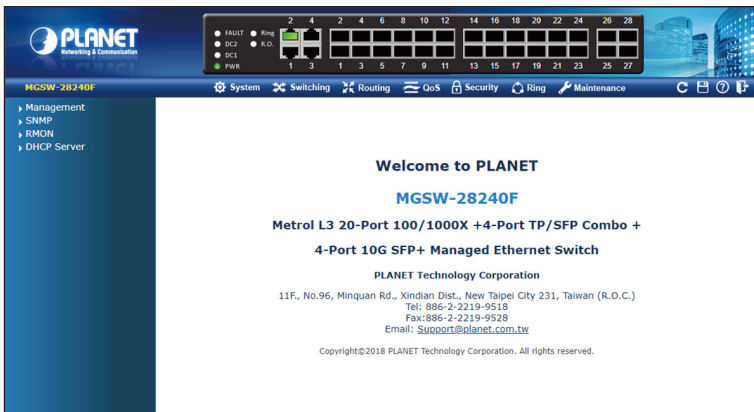 PLANET
Networking & Communication
2 4 2 4 6 8 10 12 14 16 18 20 22 24 26 28
FAULT Ring
DC2 R.O.
DC1
PWR 1 3 1 3 5 7 9 11 13 15 17 19 21 23 25 27
MGSW-28240F System Switching Routing QoS Security Ring Maintenance
Management
SNMP
RMON
DHCP Server
Welcome to PLANET
MGSW-28240F
Metrol L3 20-Port 100/1000X +4-Port TP/SFP Combo +
4-Port 10G SFP+ Managed Ethernet Switch
PLANET Technology Corporation
11F., No.96, Minquan Rd., Xindian Dist., New Taipei City 231, Taiwan (R.O.C.)
Tel: 886-2-2219-9518
Fax:886-2-2219-9528
Email: Support@planet.com.tw
Copyright©2018 PLANET Technology Corporation. All rights reserved.